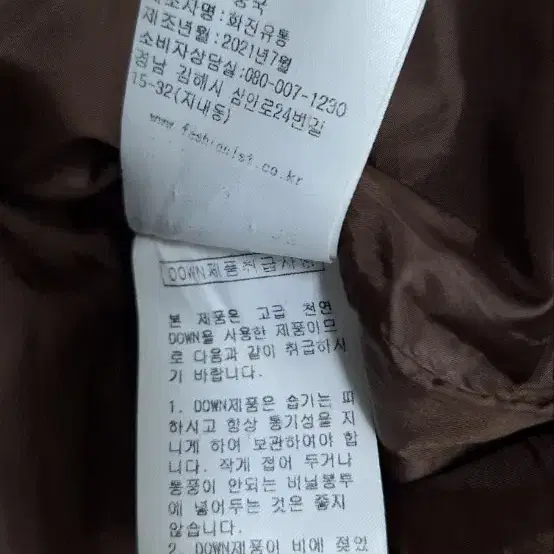 중국
제조사명 : 화진유통
제조년월 : 2021년7월
소비자상담실:080-007-1230
경남 김해시 심인로24번길
15-32(지내동)
www.fashionist.co.kr
DOWN제품취급사항
본 제품은 고급 천연
DOWN을 사용한 제품이므
로 다음과 같이 취급하시
기 바랍니다.
1. DOWN제품은 습기는 피
하시고 항상 통기성을 지
니게 하여 보관하여야 합
니다. 작게 접어 두거나
통풍이 안되는 비닐봉투
에 넣어두는 것은 좋지
않습니다.
2. DOWN제품이 비에 젖었